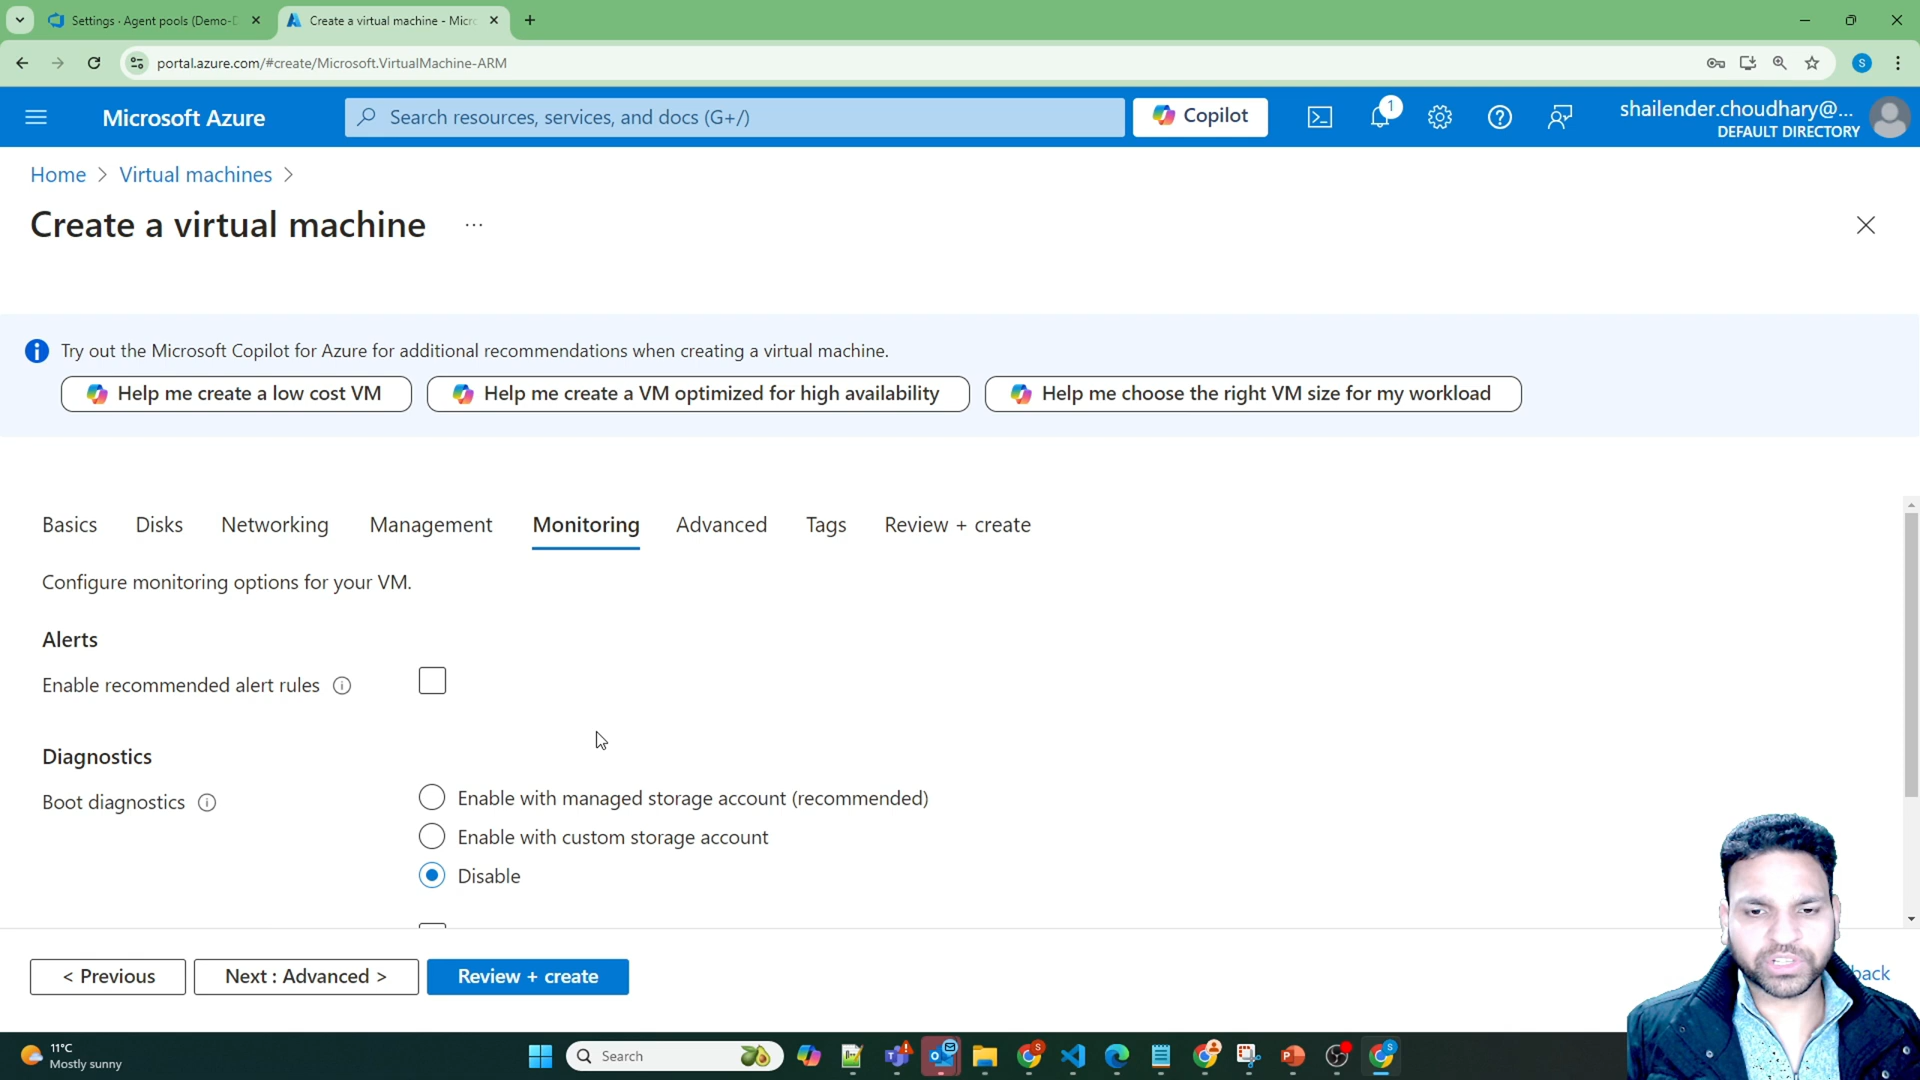 Settings · Agent pools (Demo-D
Create a virtual machine - Micro
portal.azure.com/#create/Microsoft.VirtualMachine-ARM
S
Microsoft Azure
Search resources, services, and docs (G+/)
Copilot
1
shailender.choudhary@...
DEFAULT DIRECTORY
Home > Virtual machines >
Create a virtual machine ...
Try out the Microsoft Copilot for Azure for additional recommendations when creating a virtual machine.
Help me create a low cost VM
Help me create a VM optimized for high availability
Help me choose the right VM size for my workload
Basics Disks Networking Management Monitoring Advanced Tags Review + create
Configure monitoring options for your VM.
Alerts
Enable recommended alert rules
Diagnostics
Boot diagnostics
Enable with managed storage account (recommended)
Enable with custom storage account
Disable
< Previous
Next : Advanced >
Review + create
back
11°C
Mostly sunny
Search